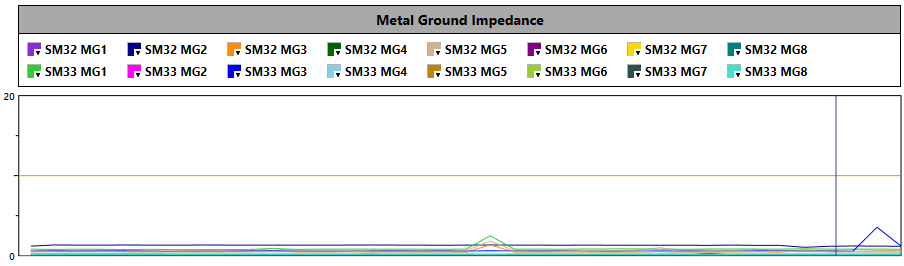 Metal Ground Impedance
SM32 MG1 SM32 MG2 SM32 MG3 SM32 MG4 SM32 MG5 SM32 MG6 SM32 MG7 SM32 MG8
SM33 MG1 SM33 MG2 SM33 MG3 SM33 MG4 SM33 MG5 SM33 MG6 SM33 MG7 SM33 MG8
20
0